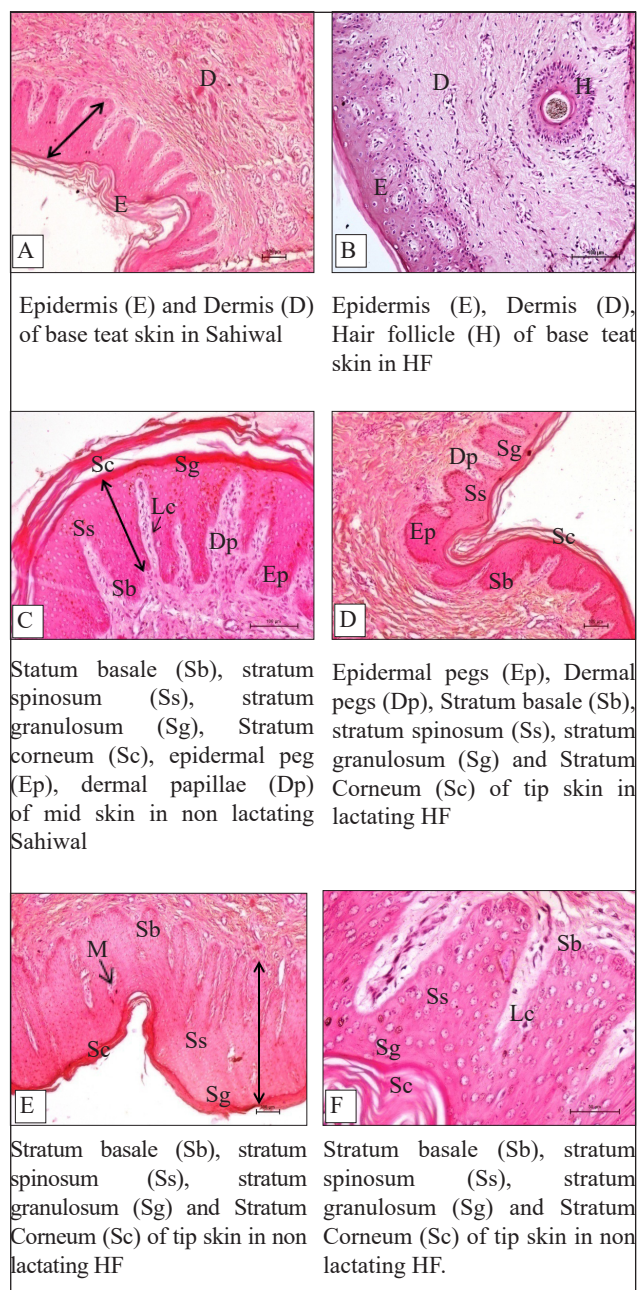 D
E
A
D
H
E
B
Epidermis (E) and Dermis (D)
of base teat skin in Sahiwal
Epidermis (E), Dermis (D),
Hair follicle (H) of base teat
skin in HF
Sc
Sg
Lc
Ss
Dp
Sb
Ep
C
Sg
Dp
Ss
Ep
Sc
Sb
D
Statum basale (Sb), stratum
spinosum (Ss), stratum
granulosum (Sg), Stratum
corneum (Sc), epidermal peg
(Ep), dermal papillae (Dp)
of mid skin in non lactating
Sahiwal
Epidermal pegs (Ep), Dermal
pegs (Dp), Stratum basale (Sb),
stratum spinosum (Ss), stratum
granulosum (Sg) and Stratum
Corneum (Sc) of tip skin in
lactating HF
Sb
M
Sc
Ss
Sg
E
Sb
Ss
Lc
Sg
Sc
F
Stratum basale (Sb), stratum
spinosum (Ss), stratum
granulosum (Sg) and Stratum
Corneum (Sc) of tip skin in non
lactating HF
Stratum basale (Sb), stratum
spinosum (Ss), stratum
granulosum (Sg) and Stratum
Corneum (Sc) of tip skin in non
lactating HF.